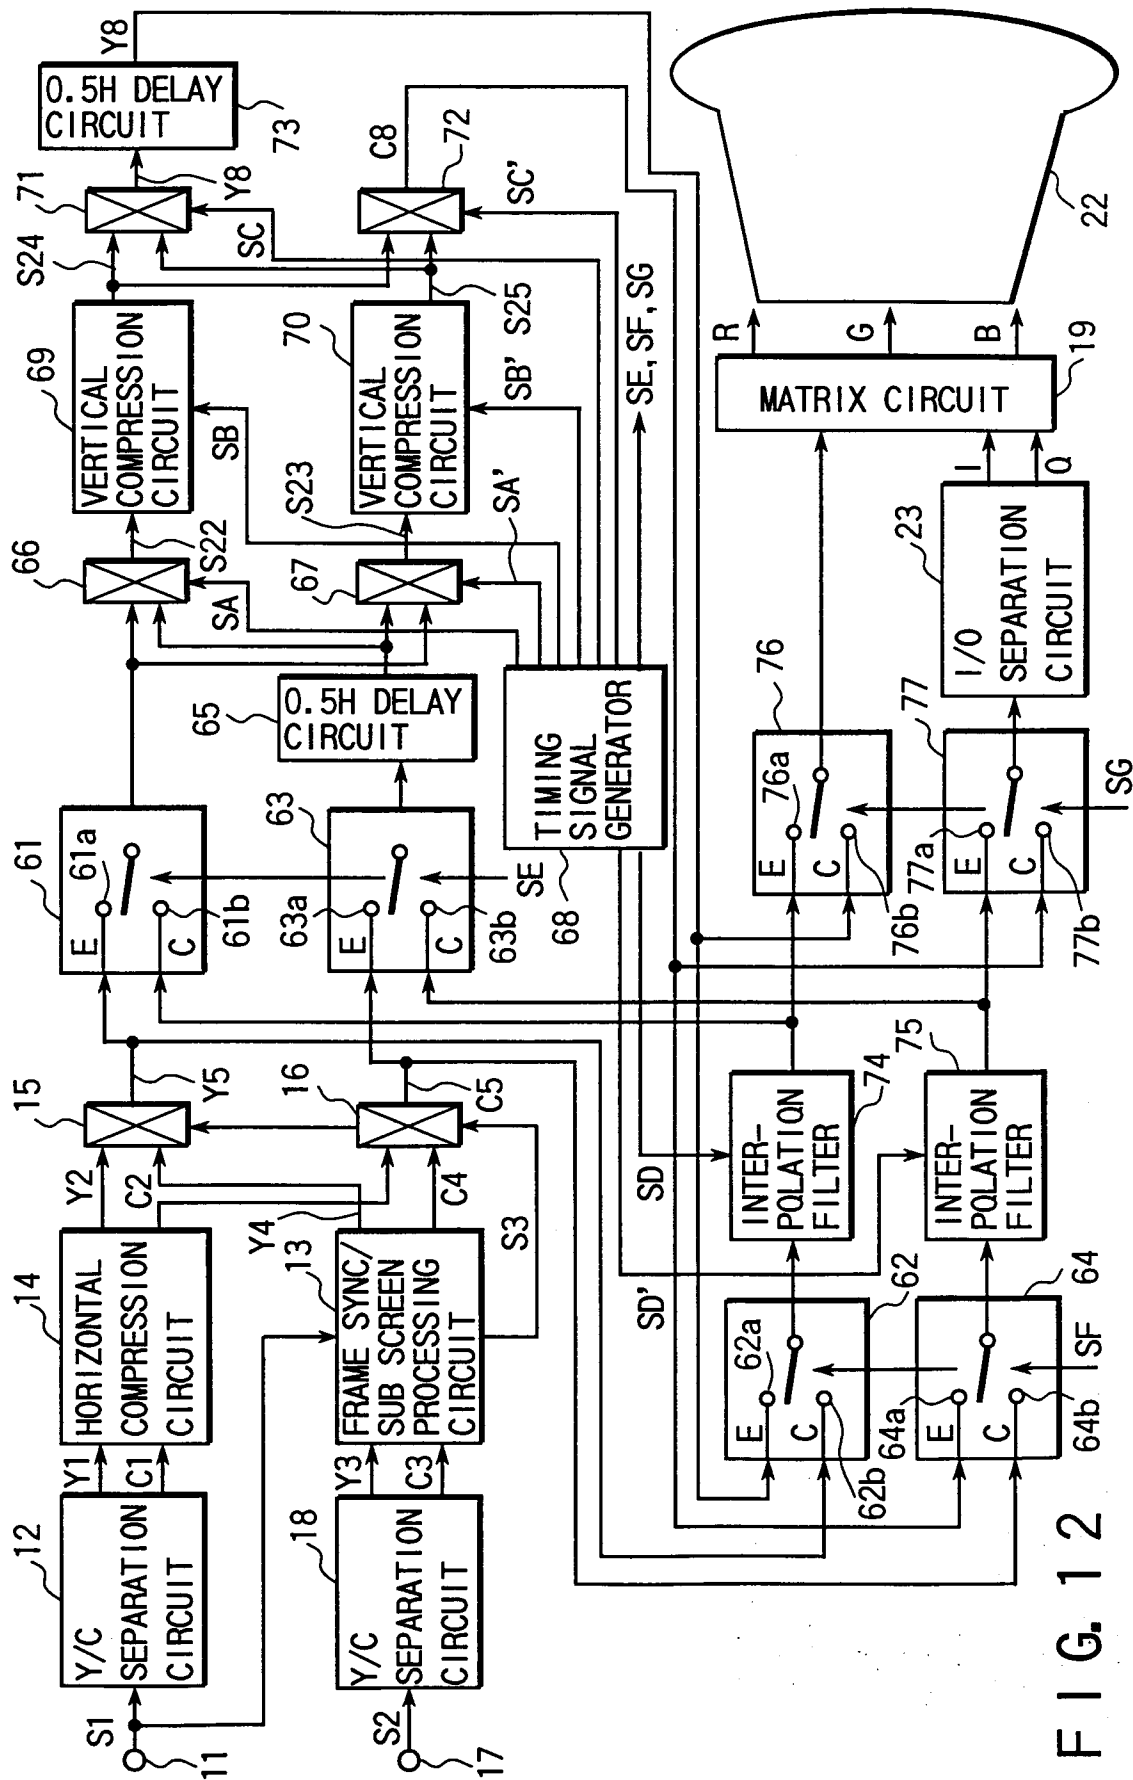 S1
11
12
Y/C
SEPARATION
CIRCUIT
Y1
C1
14
HORIZONTAL
COMPRESSION
CIRCUIT
Y2
C2
15
Y5
S2
17
18
Y/C
SEPARATION
CIRCUIT
Y3
C3
13
FRAME SYNC/
SUB SCREEN
PROCESSING
CIRCUIT
Y4
C4
S3
16
C5
61
E
61a
C
61b
63
63a
E
C
63b
SE
65
0.5H DELAY
CIRCUIT
66
SA
S22
67
S23
SA'
69
VERTICAL
COMPRESSION
CIRCUIT
SB
70
VERTICAL
COMPRESSION
CIRCUIT
SB'
S24
S25
71
SC
Y8
72
SC'
C8
0.5H DELAY
CIRCUIT
73
Y8
TIMING
SIGNAL
GENERATOR
68
SE, SF, SG
SD
SD'
62
62a
E
C
62b
64
64a
E
C
64b
SF
INTER-
PQLATIQN
FILTER
74
75
INTER-
PQLATION
FILTER
76
76a
E
C
76b
77
77a
E
C
77b
SG
23
I/O
SEPARATION
CIRCUIT
I
Q
MATRIX CIRCUIT
19
R
G
B
22
FIG. 12